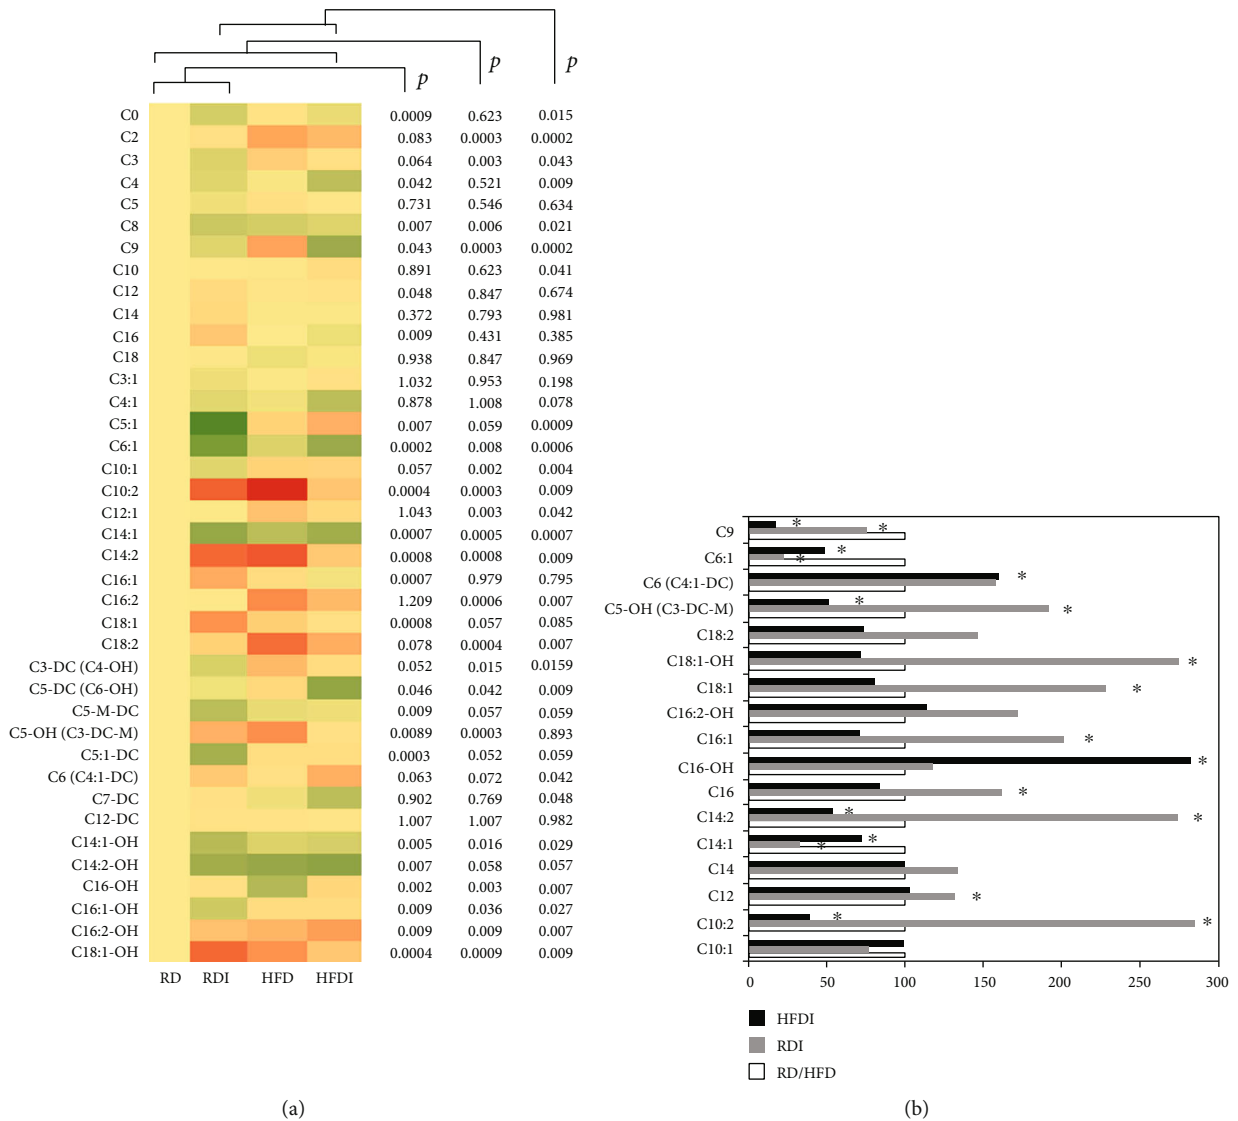 p p p
C0 0.0009 0.623 0.015
C2 0.083 0.0003 0.0002
C3 0.064 0.003 0.043
C4 0.042 0.521 0.009
C5 0.731 0.546 0.634
C8 0.007 0.006 0.021
C9 0.043 0.0003 0.0002
C10 0.891 0.623 0.041
C12 0.048 0.847 0.674
C14 0.372 0.793 0.981
C16 0.009 0.431 0.385
C18 0.938 0.847 0.969
C3:1 1.032 0.953 0.198
C4:1 0.878 1.008 0.078
C5:1 0.007 0.059 0.0009
C6:1 0.0002 0.008 0.0006
C10:1 0.057 0.002 0.004
C10:2 0.0004 0.0003 0.009
C12:1 1.043 0.003 0.042
C14:1 0.0007 0.0005 0.0007
C14:2 0.0008 0.0008 0.009
C16:1 0.0007 0.979 0.795
C16:2 1.209 0.0006 0.007
C18:1 0.0008 0.057 0.085
C18:2 0.078 0.0004 0.007
C3-DC (C4-OH) 0.052 0.015 0.0159
C5-DC (C6-OH) 0.046 0.042 0.009
C5-M-DC 0.009 0.057 0.059
C5-OH (C3-DC-M) 0.0089 0.0003 0.893
C5:1-DC 0.0003 0.052 0.059
C6 (C4:1-DC) 0.063 0.072 0.042
C7-DC 0.902 0.769 0.048
C12-DC 1.007 1.007 0.982
C14:1-OH 0.005 0.016 0.029
C14:2-OH 0.007 0.058 0.057
C16-OH 0.002 0.003 0.007
C16:1-OH 0.009 0.036 0.027
C16:2-OH 0.009 0.009 0.007
C18:1-OH 0.0004 0.0009 0.009
RD RDI HFD HFDI
(a)
C9 * *
C6:1 * *
C6 (C4:1-DC) *
C5-OH (C3-DC-M) * *
C18:2
C18:1-OH *
C18:1 *
C16:2-OH
C16:1 *
C16-OH *
C16 *
C14:2 * *
C14:1 * *
C14
C12 *
C10:2 * *
C10:1
0 50 100 150 200 250 300
HFDI
RDI
RD/HFD
(b)